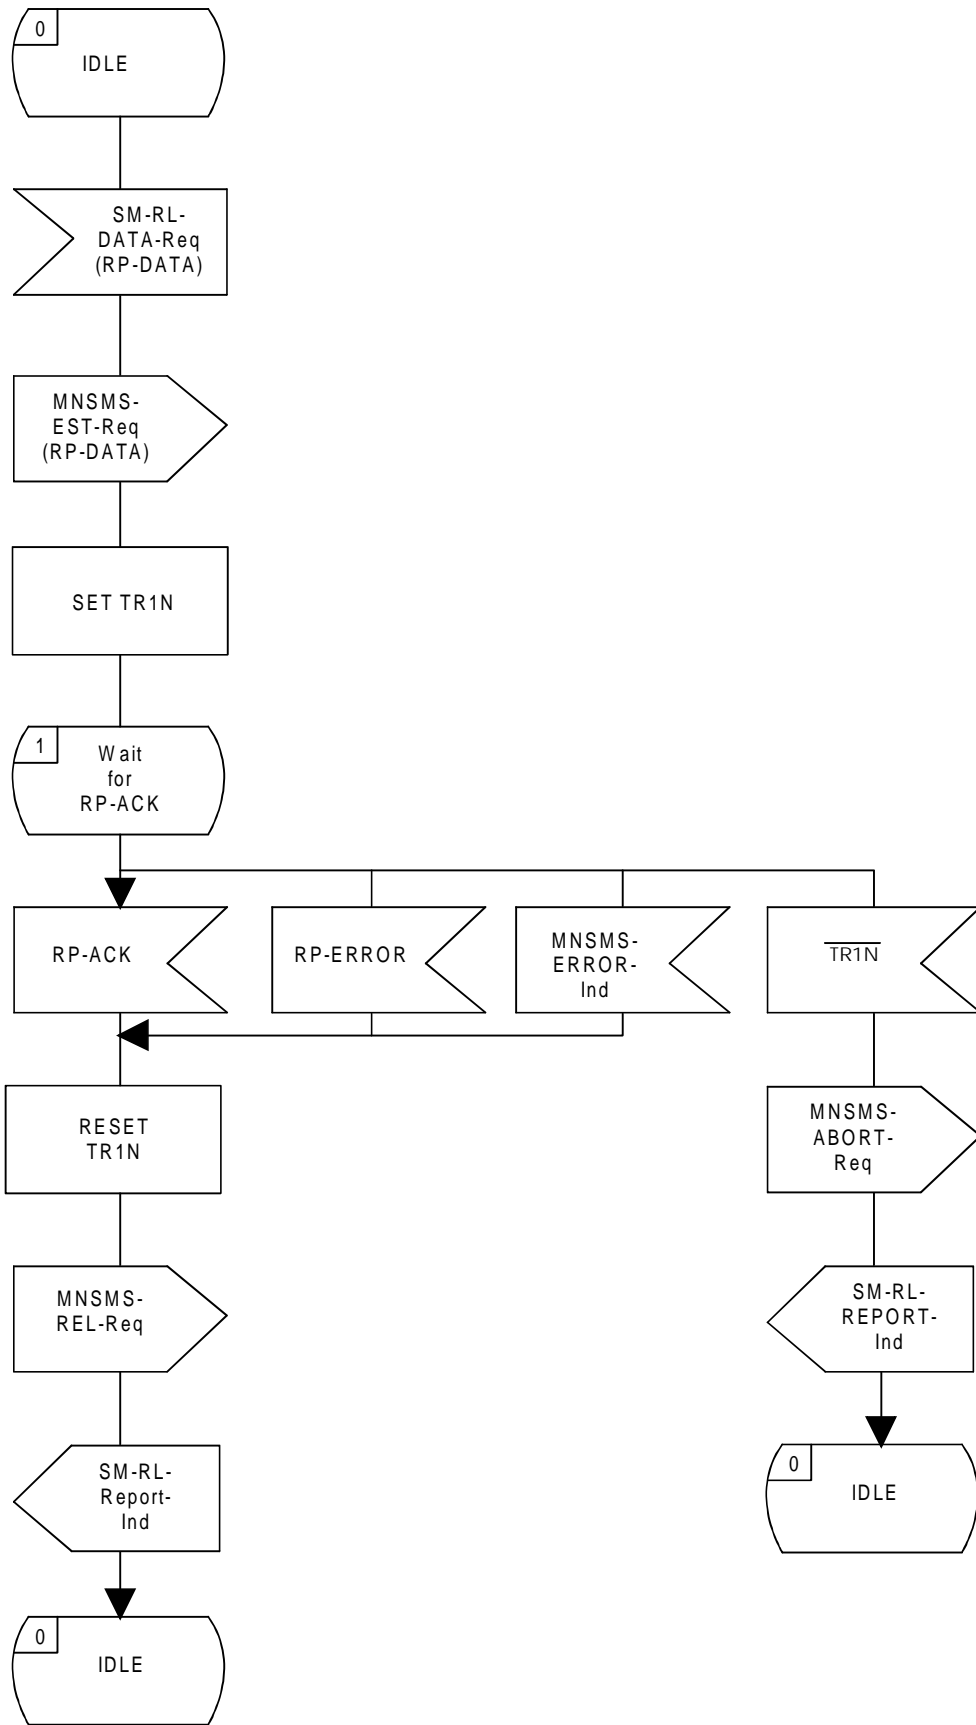 0
IDLE
SM-RL-
DATA-Req
(RP-DATA)
MNSMS-
EST-Req
(RP-DATA)
SET TR1N
1
Wait
for
RP-ACK
RP-ACK
RP-ERROR
MNSMS-
ERROR-
Ind
TR1N
RESET
TR1N
MNSMS-
ABORT-
Req
MNSMS-
REL-Req
SM-RL-
REPORT-
Ind
SM-RL-
Report-
Ind
0
IDLE
0
IDLE